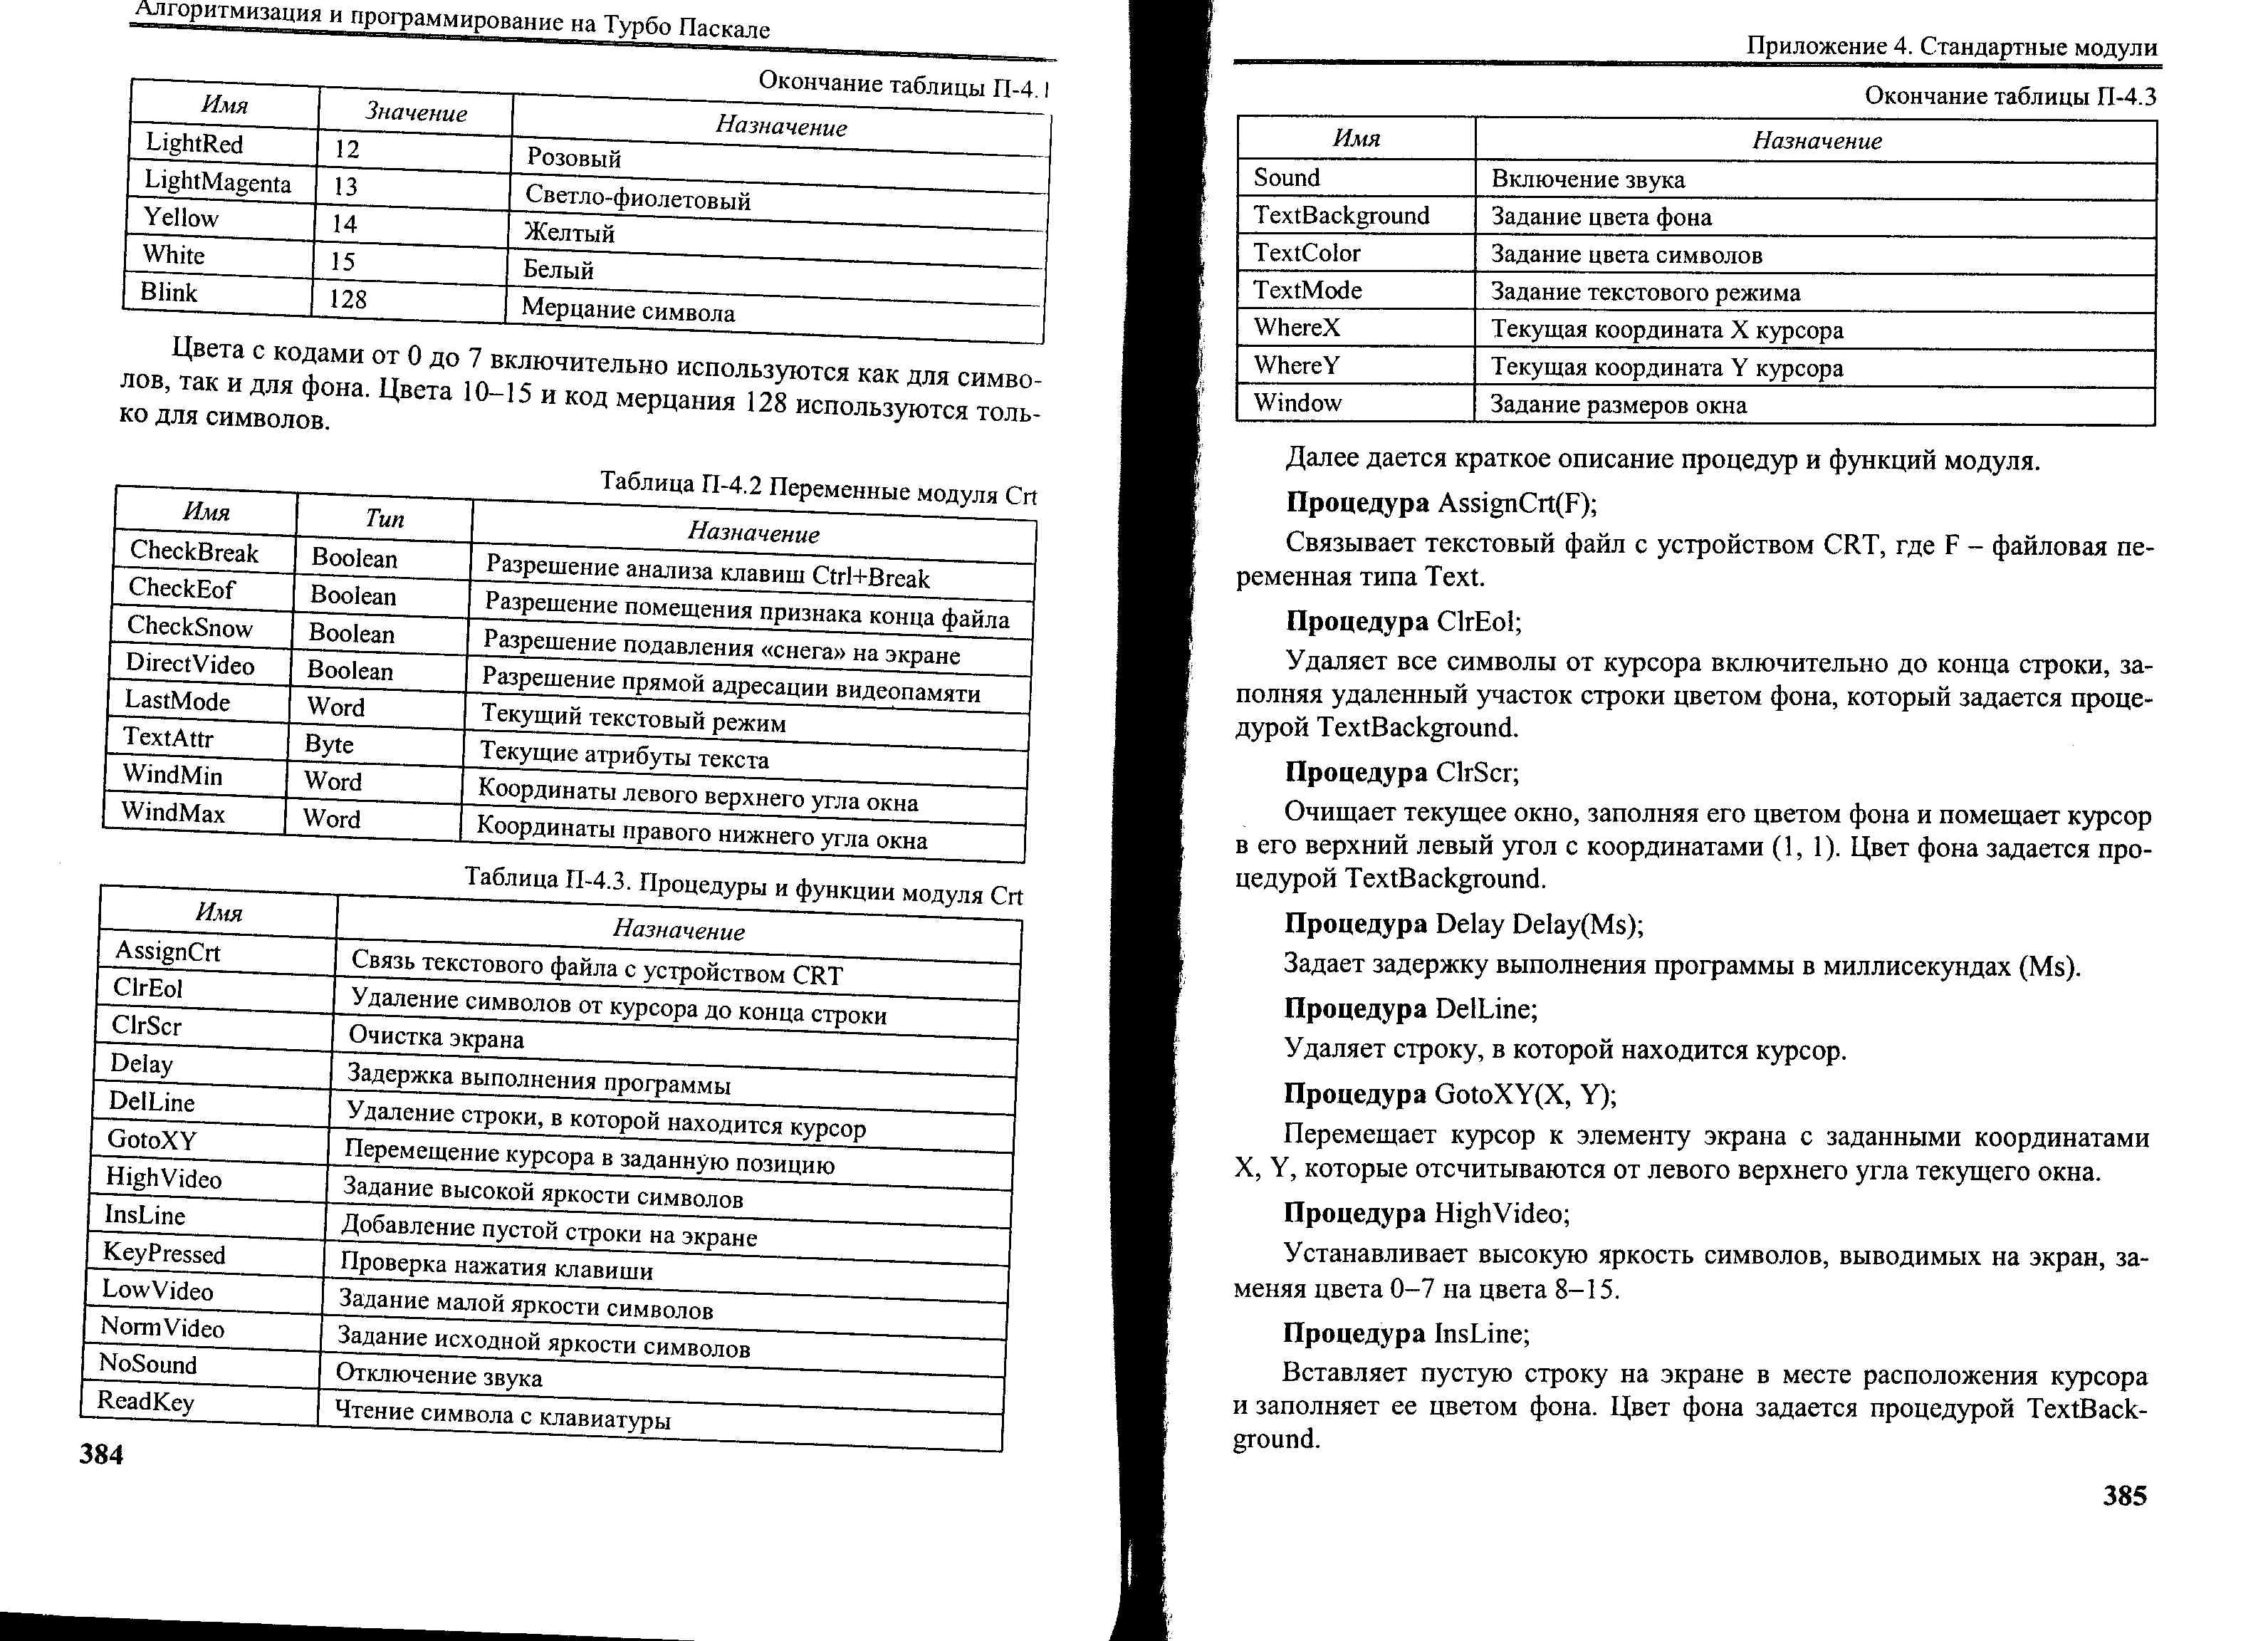 Алгоритмизация и программирование на Турбо Паскале
Окончание таблицы П-4.1
Имя Значение Назначение
LightRed 12 Розовый
LightMagenta 13 Светло-фиолетовый
Yellow 14 Желтый
White 15 Белый
Blink 128 Мерцание символа
Цвета с кодами от 0 до 7 включительно используются как для симво-
лов, так и для фона. Цвета 10–15 и код мерцания 128 используются толь-
ко для символов.
Таблица П-4.2 Переменные модуля Crt
Имя Тип Назначение
CheckBreak Boolean Разрешение анализа клавиш Ctrl+Break
CheckEof Boolean Разрешение помещения признака конца файла
CheckSnow Boolean Разрешение подавления «снега» на экране
DirectVideo Boolean Разрешение прямой адресации видеопамяти
LastMode Word Текущий текстовый режим
TextAttr Byte Текущие атрибуты текста
WindMin Word Координаты левого верхнего угла окна
WindMax Word Координаты правого нижнего угла окна
Таблица П-4.3. Процедуры и функции модуля Crt
Имя Назначение
AssignCrt Связь текстового файла с устройством CRT
ClrEol Удаление символов от курсора до конца строки
ClrScr Очистка экрана
Delay Задержка выполнения программы
DelLine Удаление строки, в которой находится курсор
GotoXY Перемещение курсора в заданную позицию
HighVideo Задание высокой яркости символов
InsLine Добавление пустой строки на экране
KeyPressed Проверка нажатия клавиши
LowVideo Задание малой яркости символов
NormVideo Задание исходной яркости символов
NoSound Отключение звука
ReadKey Чтение символа с клавиатуры
384
Приложение 4. Стандартные модули
Окончание таблицы П-4.3
Имя Назначение
Sound Включение звука
TextBackground Задание цвета фона
TextColor Задание цвета символов
TextMode Задание текстового режима
WhereX Текущая координата X курсора
WhereY Текущая координата Y курсора
Window Задание размеров окна
Далее дается краткое описание процедур и функций модуля.
Процедура AssignCrt(F);
Связывает текстовый файл с устройством CRT, где F – файловая пе-
ременная типа Text.
Процедура ClrEol;
Удаляет все символы от курсора включительно до конца строки, за-
полняя удаленный участок строки цветом фона, который задается проце-
дурой TextBackground.
Процедура ClrScr;
Очищает текущее окно, заполняя его цветом фона и помещает курсор
в его верхний левый угол с координатами (1, 1). Цвет фона задается про-
цедурой TextBackground.
Процедура Delay Delay(Ms);
Задает задержку выполнения программы в миллисекундах (Ms).
Процедура DelLine;
Удаляет строку, в которой находится курсор.
Процедура GotoXY(X, Y);
Перемещает курсор к элементу экрана с заданными координатами
X, Y, которые отсчитываются от левого верхнего угла текущего окна.
Процедура HighVideo;
Устанавливает высокую яркость символов, выводимых на экран, за-
меняя цвета 0–7 на цвета 8–15.
Процедура InsLine;
Вставляет пустую строку на экране в месте расположения курсора
и заполняет ее цветом фона. Цвет фона задается процедурой TextBack-
ground.
385